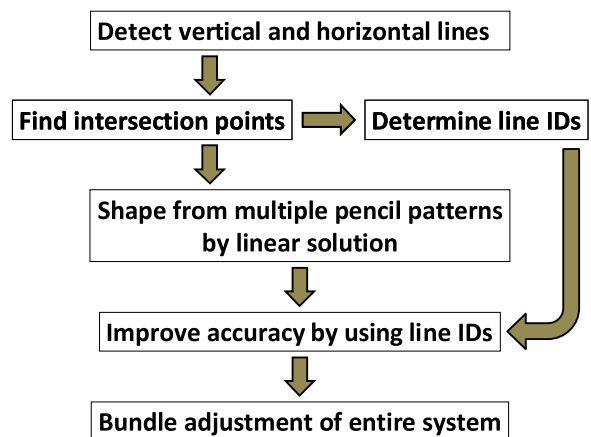 Detect vertical and horizontal lines
Find intersection points
Determine line IDs
Shape from multiple pencil patterns
by linear solution
Improve accuracy by using line IDs
Bundle adjustment of entire system